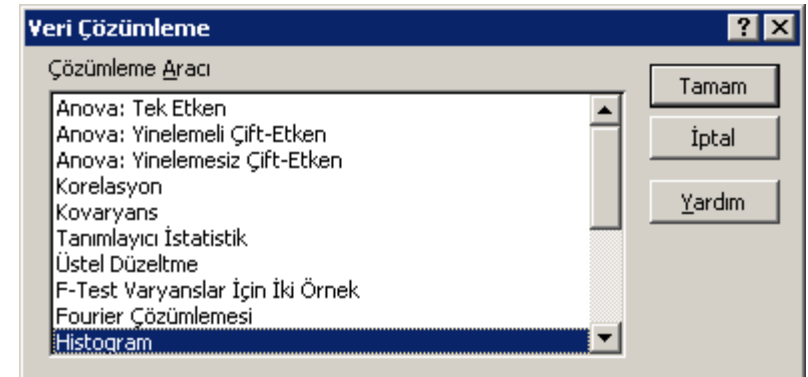 Veri Çözümleme
Çözümleme Aracı
Anova: Tek Etken
Anova: Yinelemeli Çift-Etken
Anova: Yinelemesiz Çift-Etken
Korelasyon
Kovaryans
Tanımlayıcı İstatistik
Üstel Düzeltme
F-Test Varyanslar İçin İki Örnek
Fourier Çözümlemesi
Histogram
Tamam
İptal
Yardım